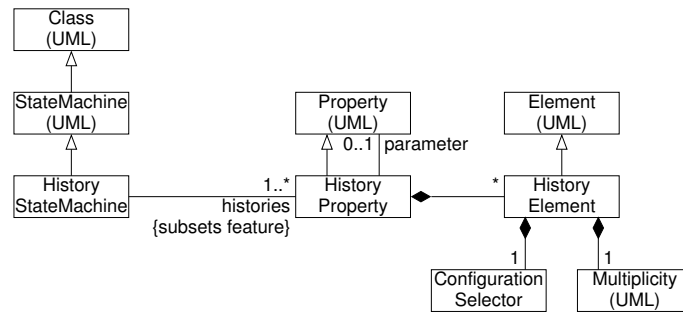 Class
(UML)
StateMachine
(UML)
Property
(UML)
Element
(UML)
0..1
parameter
History
StateMachine
1..*
histories
{subsets feature}
History
Property
*
History
Element
1
1
Configuration
Selector
Multiplicity
(UML)